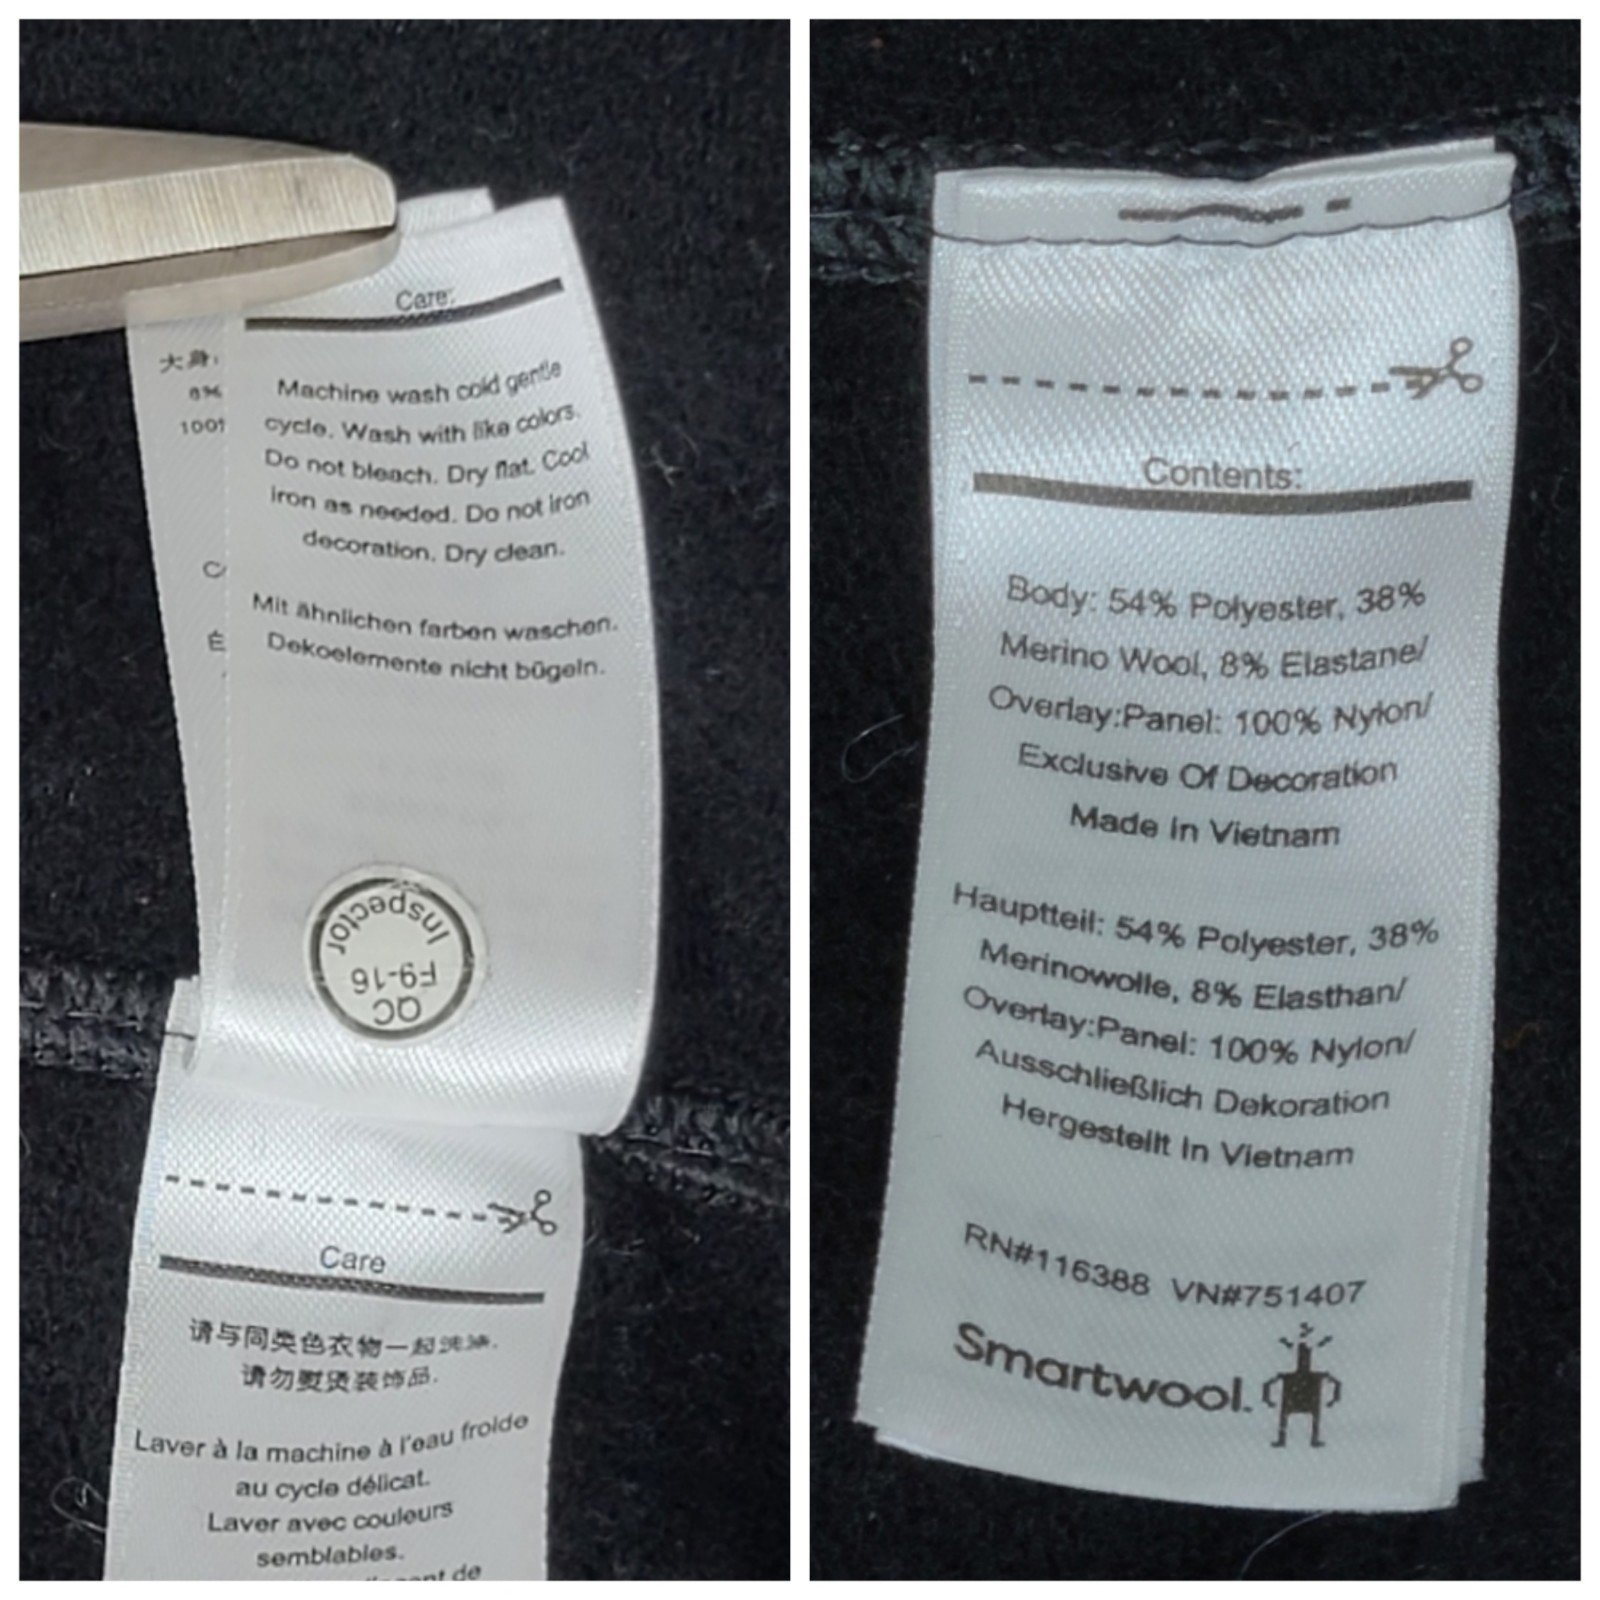 Care:
Machine wash cold gentle
cycle. Wash with like colors.
Do not bleach. Dry flat. Cool
iron as needed. Do not iron
decoration. Dry clean.
Mit ähnlichen farben waschen.
Dekoelemente nicht bügeln.
大身:
8%
QC
F9-16
Inspector
Care
请与同类色衣物一起洗涤.
请勿熨烫装饰品.
Laver à la machine à l'eau froide
au cycle délicat.
Laver avec couleurs
semblables.
de
Contents:
Body: 54% Polyester, 38%
Merino Wool, 8% Elastane/
Overlay:Panel: 100% Nylon/
Exclusive Of Decoration
Made In Vietnam
Hauptteil: 54% Polyester, 38%
Merinowolle, 8% Elasthan/
Overlay:Panel: 100% Nylon/
Ausschließlich Dekoration
Hergestellt In Vietnam
RN#116388 VN#751407
Smartwool.